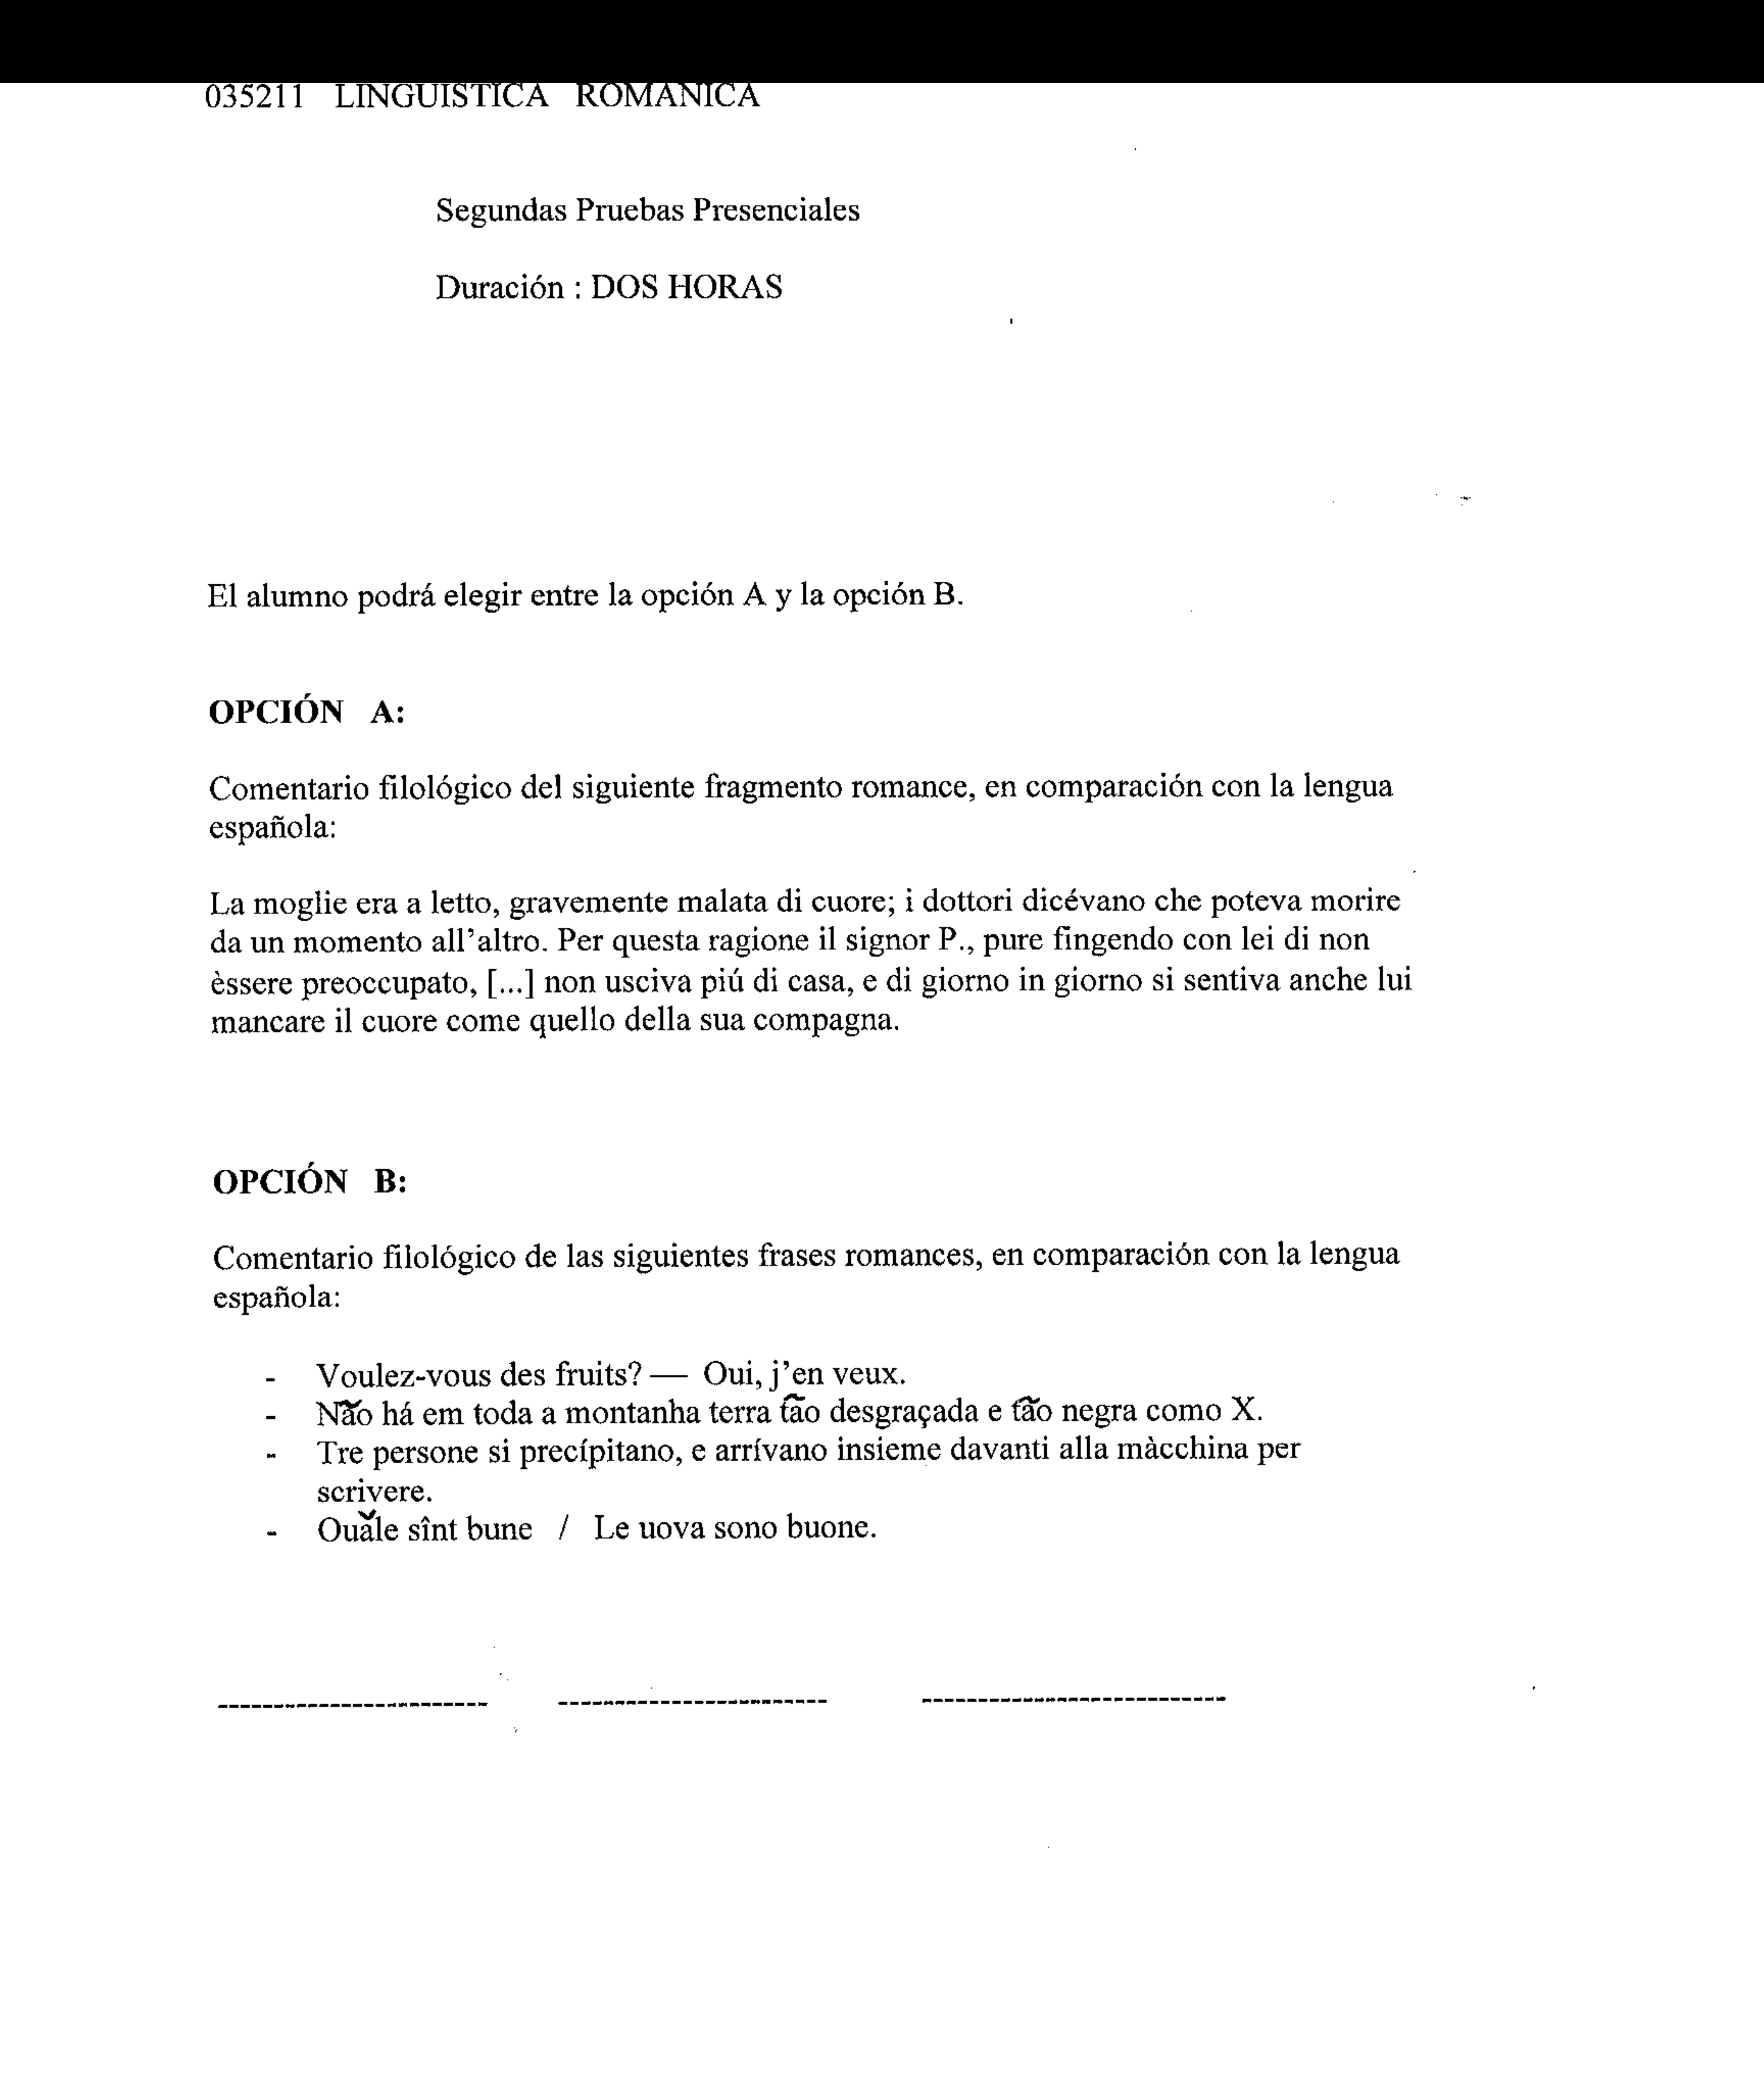 035211 LINGUISTICA ROMANICA
Segundas Pruebas Presenciales
Duración : DOS HORAS
El alumno podrá elegir entre la opción A y la opción B.
OPCIÓN A:
Comentario filológico del siguiente fragmento romance, en comparación con la lengua
española:
La moglie era a letto, gravemente malata di cuore; i dottori dicévano che poteva morire
da un momento all'altro. Per questa ragione il signor P., pure fingendo con lei di non
èssere preoccupato, [...] non usciva piú di casa, e di giorno in giorno si sentiva anche lui
mancare il cuore come quello della sua compagna.
OPCIÓN B:
Comentario filológico de las siguientes frases romances, en comparación con la lengua
española:
- Voulez-vous des fruits? — Oui, j'en veux.
- Não há em toda a montanha terra tão desgraçada e tão negra como X.
- Tre persone si precípitano, e arrívano insieme davanti alla màcchina per
scrivere.
- Ouăle sînt bune / Le uova sono buone.